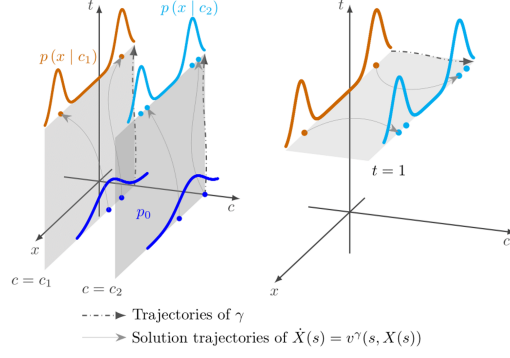 t
t
p (x | c₁)
p (x | c₂)
t = 1
p₀
c
c
x
x
c = c₁
c = c₂
Trajectories of γ
Solution trajectories of Ẋ(s) = v^γ(s, X(s))